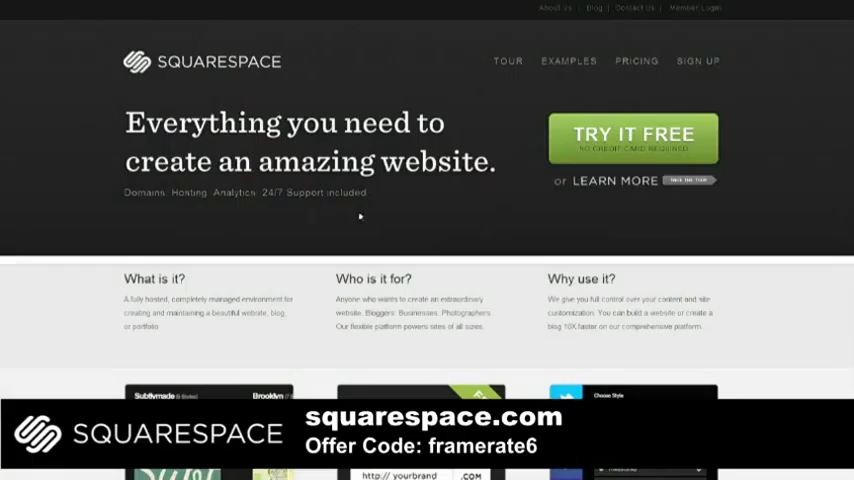 About Us | Blog | Contact Us | Member Login
SQUARESPACE
TOUR EXAMPLES PRICING SIGN UP
Everything you need to
create an amazing website.
Domains. Hosting. Analytics. 24/7 Support included.
TRY IT FREE
NO CREDIT CARD REQUIRED
or LEARN MORE TAKE THE TOUR
What is it?
A fully hosted, completely managed environment for
creating and maintaining a beautiful website, blog,
or portfolio.
Who is it for?
Anyone who wants to create an extraordinary
website. Bloggers. Businesses. Photographers.
Our flexible platform powers sites of all sizes.
Why use it?
We give you full control over your content and site
customization. You can build a website or create a
blog 10X faster on our comprehensive platform.
Subtlymade
Brooklyn
Choose Style
SQUARESPACE
squarespace.com
Offer Code: framerate6
http:// yourbrand .COM